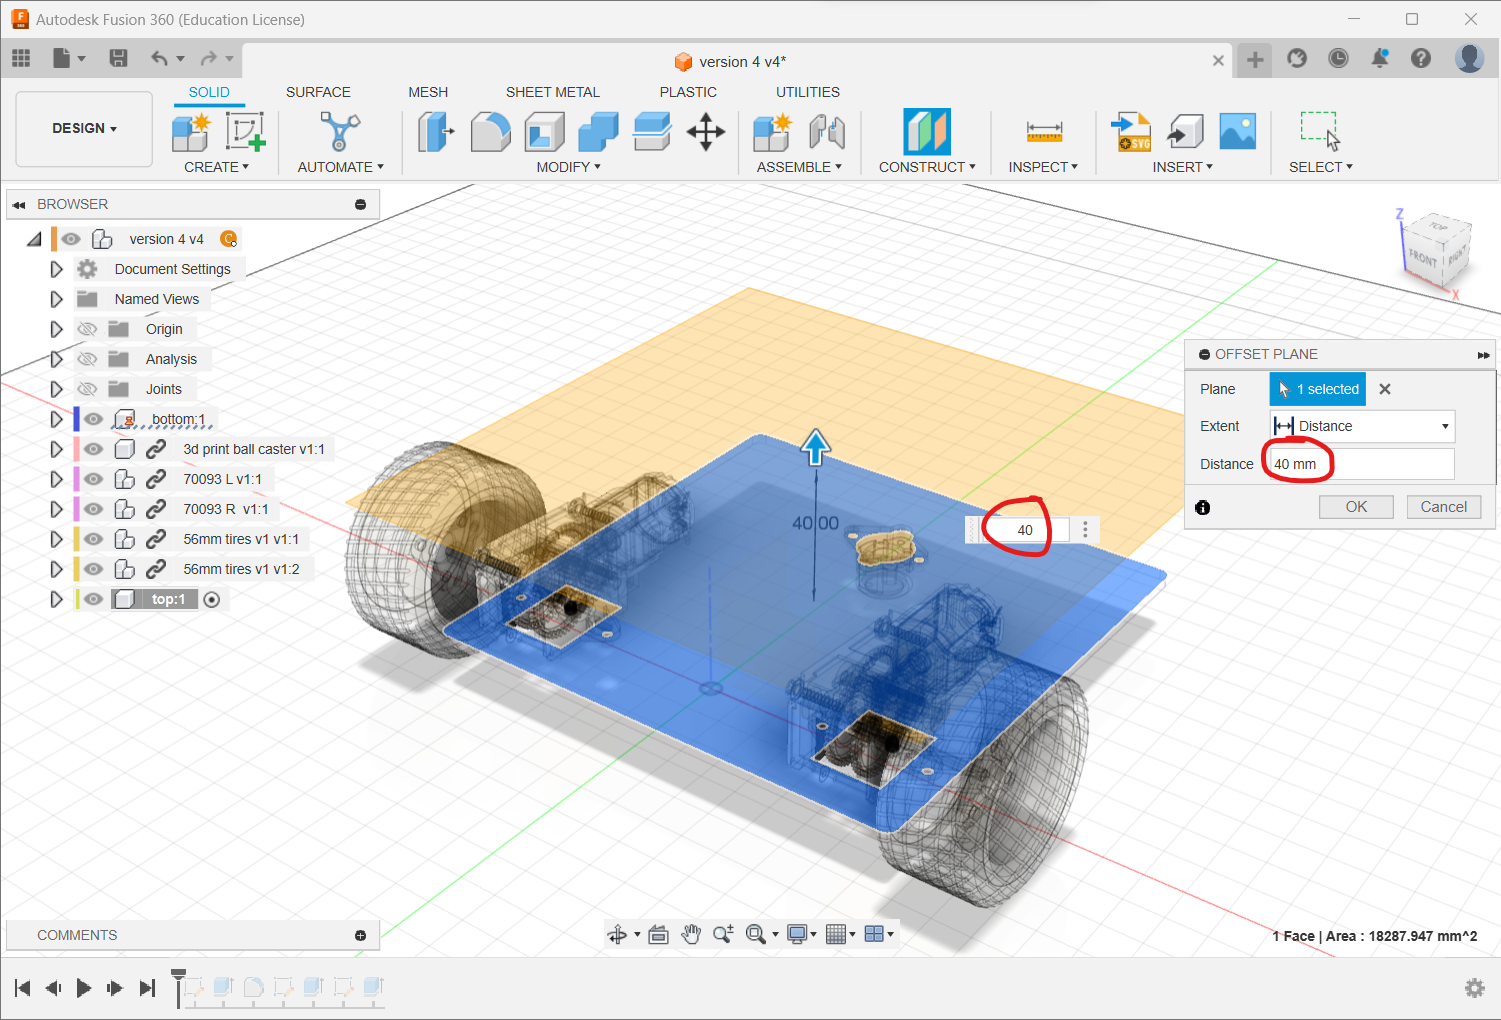 Autodesk Fusion 360 (Education License)
version 4 v4*
SOLID SURFACE MESH SHEET METAL PLASTIC UTILITIES
DESIGN
SVG
CREATE AUTOMATE MODIFY ASSEMBLE CONSTRUCT INSPECT INSERT SELECT
BROWSER
version 4 v4
Document Settings
Named Views
Origin
Analysis
Joints
bottom:1
3d print ball caster v1:1
70093 L v1:1
70093 R v1:1
56mm tires v1 v1:1
56mm tires v1 v1:2
top:1
Z
TOP
FRONT RIGHT
X
OFFSET PLANE
Plane 1 selected
Extent Distance
Distance 40 mm
OK Cancel
40.00
40
COMMENTS
1 Face | Area : 18287.947 mm^2